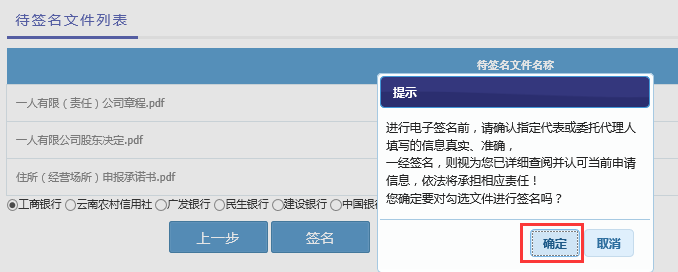 待签名文件列表
待签名文件名称
提示
一人有限（责任）公司章程.pdf
一人有限公司股东决定.pdf
住所（经营场所）申报承诺书.pdf
进行电子签名前，请确认指定代表或委托代理人
填写的信息真实、准确，
一经签名，则视为您已详细查阅并认可当前申请
信息，依法将承担相应责任！
您确定要对勾选文件进行签名吗？
工商银行 云南农村信用社 广发银行 民生银行 建设银行 中国银
上一步 签名
确定 取消